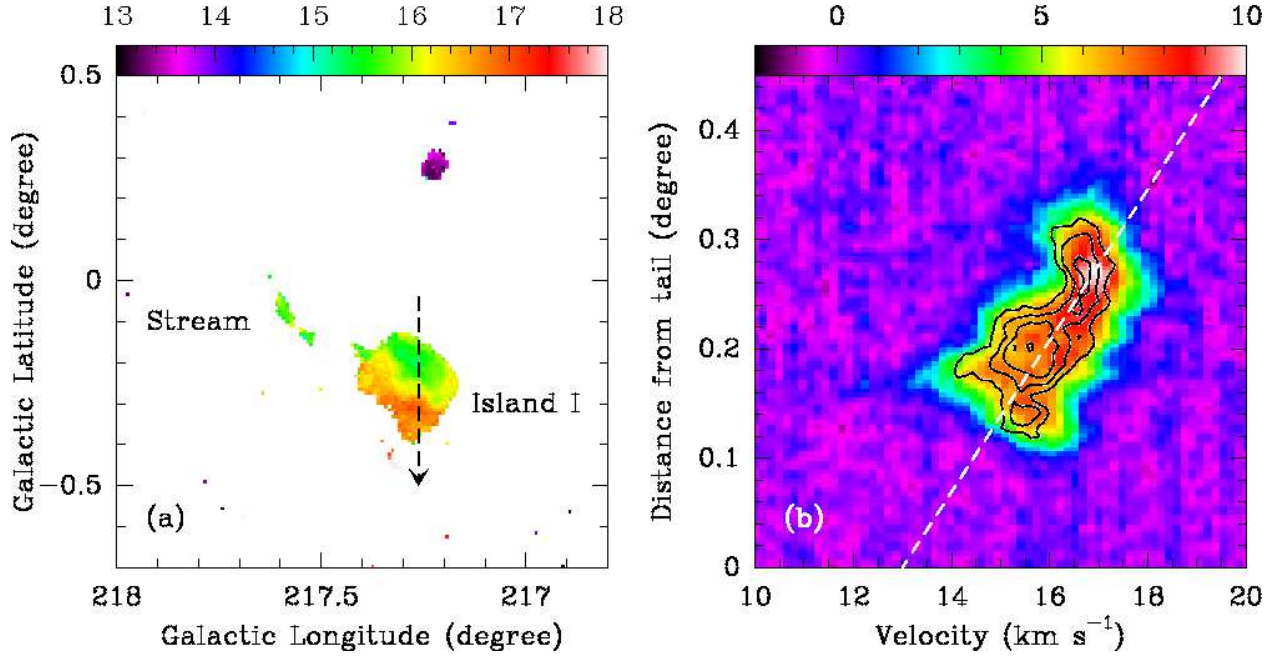 13 14 15 16 17 18
0 5 10
0.5
0
−0.5
Galactic Latitude (degree)
Stream
Island I
(a)
218 217.5 217
Galactic Longitude (degree)
0.4
0.3
0.2
0.1
0
Distance from tail (degree)
(b)
10 12 14 16 18 20
Velocity (km s⁻¹)